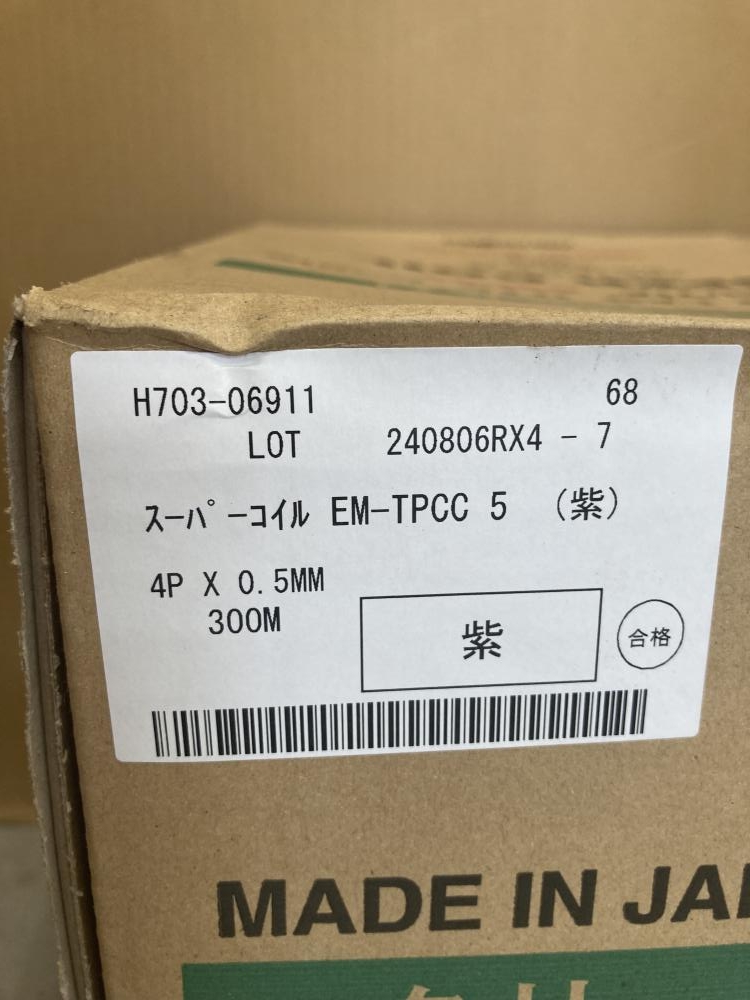 H703-06911 68
LOT 240806RX4 - 7
ｽｰﾊﾟｰｺｲﾙ EM-TPCC 5 (紫)
4P X 0.5MM
300M
紫
合格
MADE IN JA